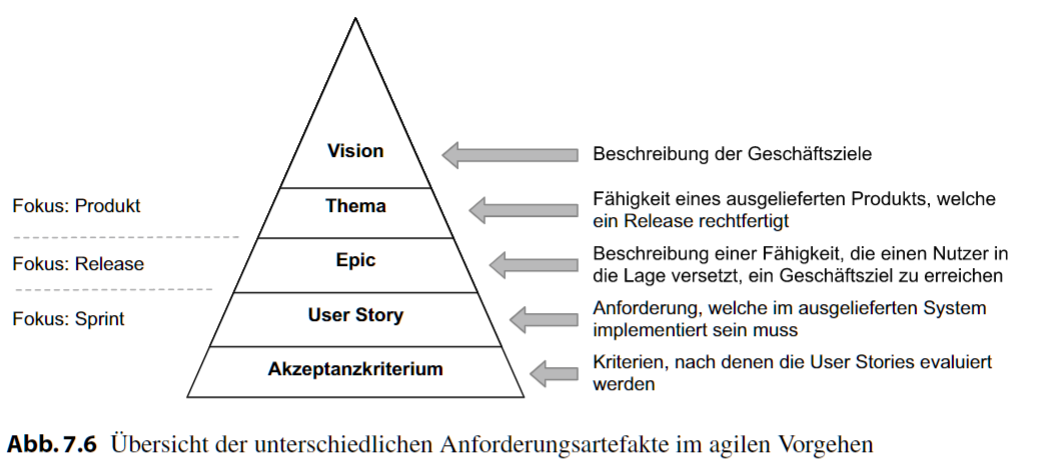 Vision
Beschreibung der Geschäftsziele
Fokus: Produkt
Thema
Fähigkeit eines ausgelieferten Produkts, welche
ein Release rechtfertigt
Fokus: Release
Epic
Beschreibung einer Fähigkeit, die einen Nutzer in
die Lage versetzt, ein Geschäftsziel zu erreichen
Fokus: Sprint
User Story
Anforderung, welche im ausgelieferten System
implementiert sein muss
Akzeptanzkriterium
Kriterien, nach denen die User Stories evaluiert
werden
Abb. 7.6 Übersicht der unterschiedlichen Anforderungsartefakte im agilen Vorgehen